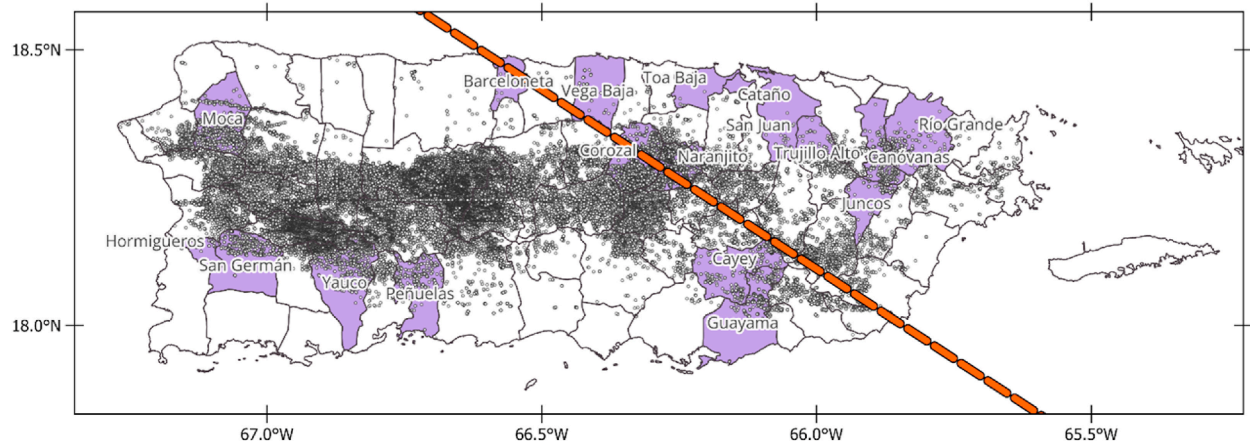 18.5°N
Barceloneta
Toa Baja
Vega Baja
Cataño
Moca
San Juan
Río Grande
Corozal
Naranjito
Trujillo Alto
Canóvanas
Juncos
Hormigueros
San Germán
Cayey
Yauco
Peñuelas
18.0°N
Guayama
67.0°W
66.5°W
66.0°W
65.5°W